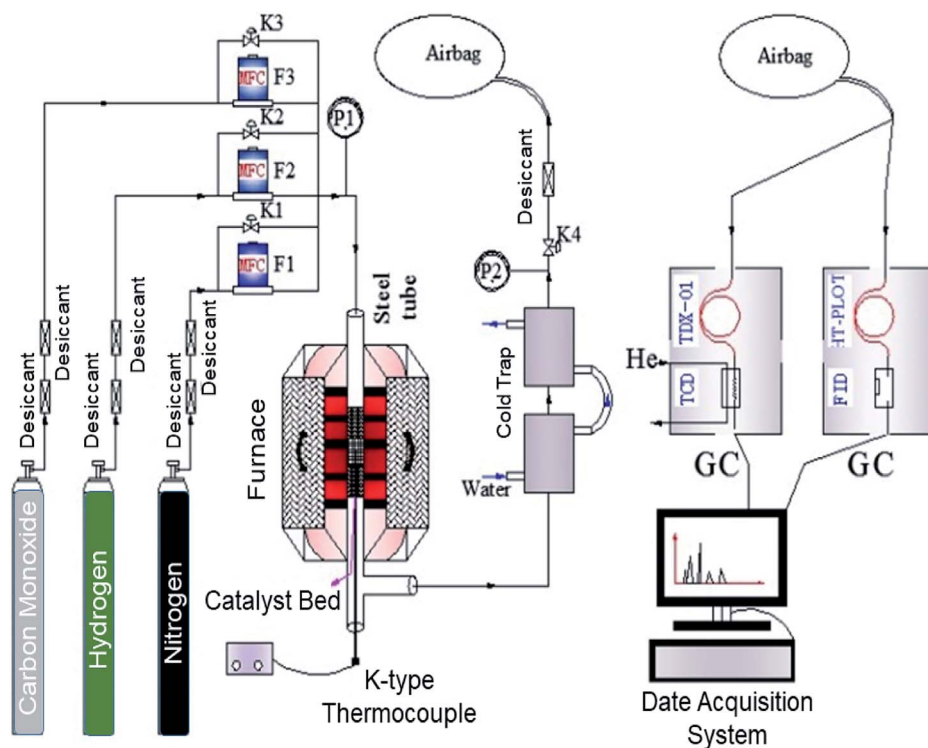 K3
MFC
F3
K2
MFC
F2
K1
MFC
F1
P1
Airbag
Airbag
Desiccant
K4
P2
Desiccant
Desiccant
Desiccant
Desiccant
Desiccant
Desiccant
Steel
tube
Furnace
Cold Trap
Water
TDX-01
He
TCD
GC
HT-PLOT
FID
GC
Carbon Monoxide
Hydrogen
Nitrogen
Catalyst Bed
K-type
Thermocouple
Date Acquisition
System